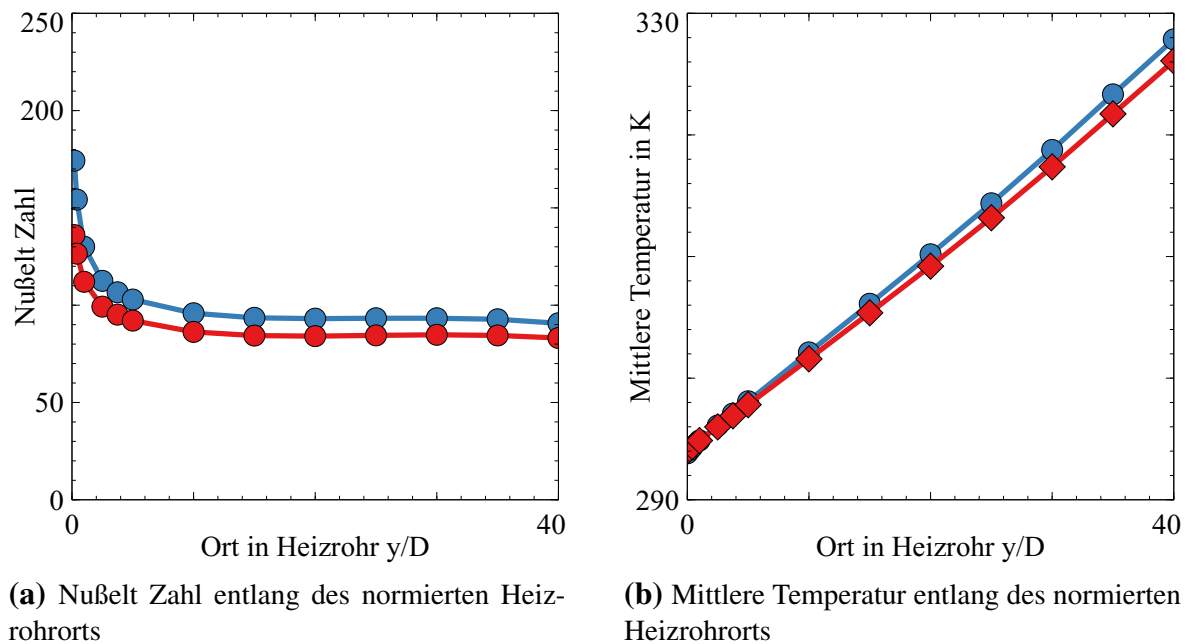 250
200
50
0
Nußelt Zahl
0
40
Ort in Heizrohr y/D
(a) Nußelt Zahl entlang des normierten Heiz-
rohrorts
330
290
Mittlere Temperatur in K
0
40
Ort in Heizrohr y/D
(b) Mittlere Temperatur entlang des normierten
Heizrohrorts